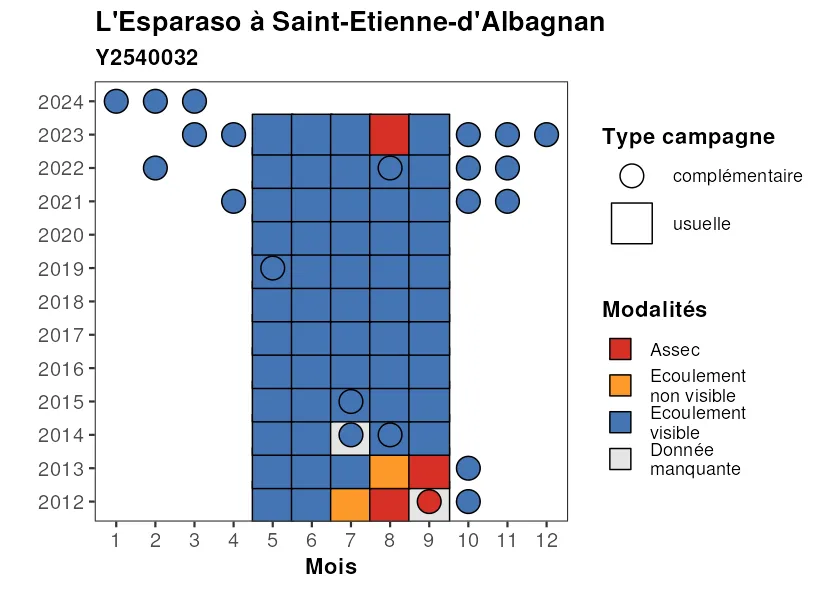 L'Esparaso à Saint-Etienne-d'Albagnan
Y2540032
2024
2023
2022
2021
2020
2019
2018
2017
2016
2015
2014
2013
2012
1 2 3 4 5 6 7 8 9 10 11 12
Mois
Type campagne
complémentaire
usuelle
Modalités
Assec
Ecoulement
non visible
Ecoulement
visible
Donnée
manquante